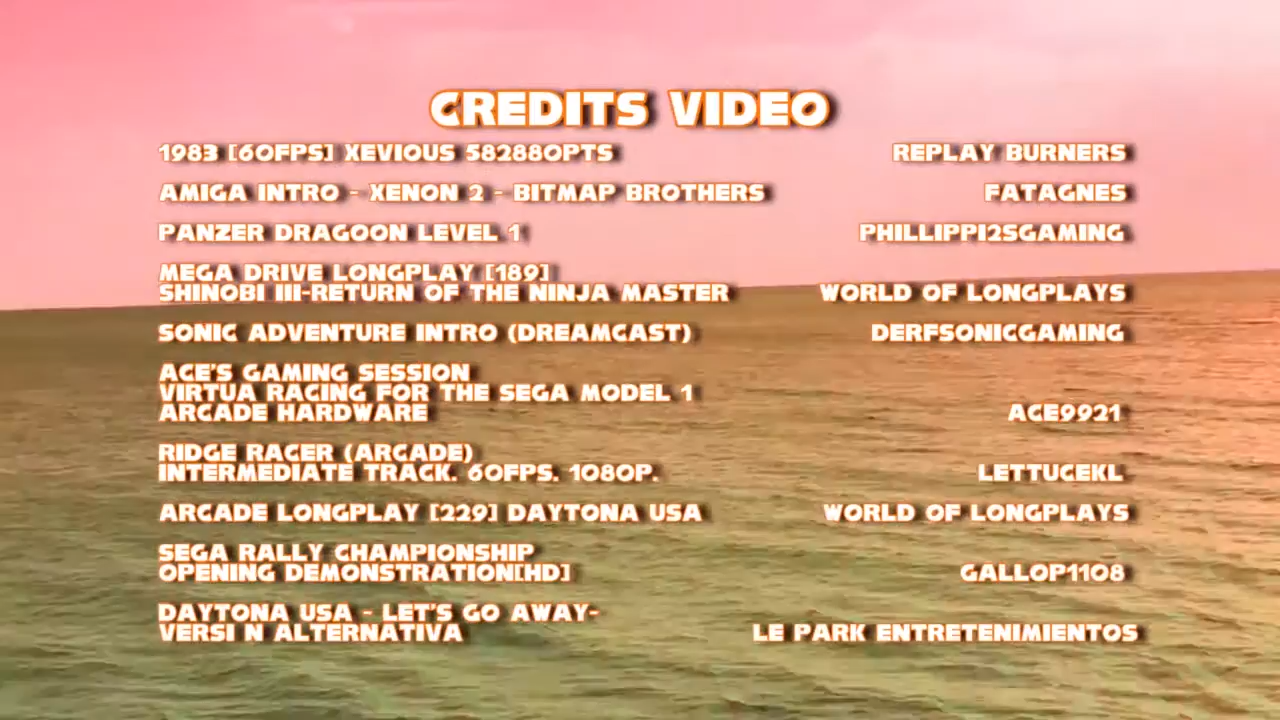 CREDITS VIDEO
1983 [60FPS] XEVIOUS 582880PTS REPLAY BURNERS
AMIGA INTRO - XENON 2 - BITMAP BROTHERS FATAGNES
PANZER DRAGOON LEVEL 1 PHILLIPPI2SGAMING
MEGA DRIVE LONGPLAY [189]
SHINOBI III-RETURN OF THE NINJA MASTER WORLD OF LONGPLAYS
SONIC ADVENTURE INTRO (DREAMCAST) DERFSONICGAMING
ACE'S GAMING SESSION
VIRTUA RACING FOR THE SEGA MODEL 1
ARCADE HARDWARE ACE9921
RIDGE RACER (ARCADE)
INTERMEDIATE TRACK. 60FPS. 1080P. LETTUCEKL
ARCADE LONGPLAY [229] DAYTONA USA WORLD OF LONGPLAYS
SEGA RALLY CHAMPIONSHIP
OPENING DEMONSTRATION[HD] GALLOP1108
DAYTONA USA - LET'S GO AWAY-
VERSI N ALTERNATIVA LE PARK ENTRETENIMIENTOS